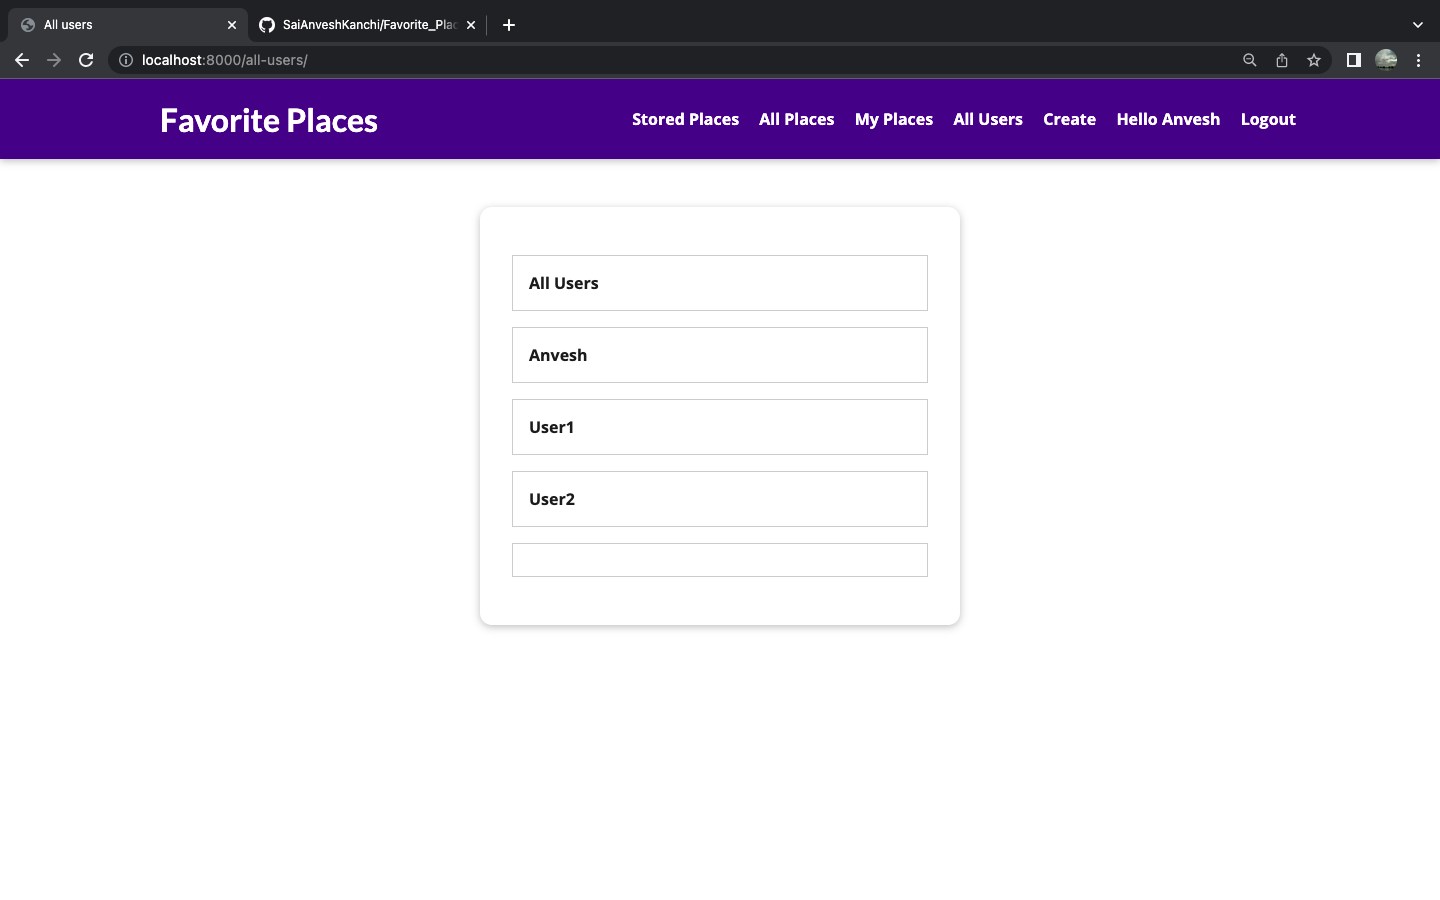 All users
SaiAnveshKanchi/Favorite_Plac
localhost:8000/all-users/
Favorite Places
Stored Places All Places My Places All Users Create Hello Anvesh Logout
All Users
Anvesh
User1
User2